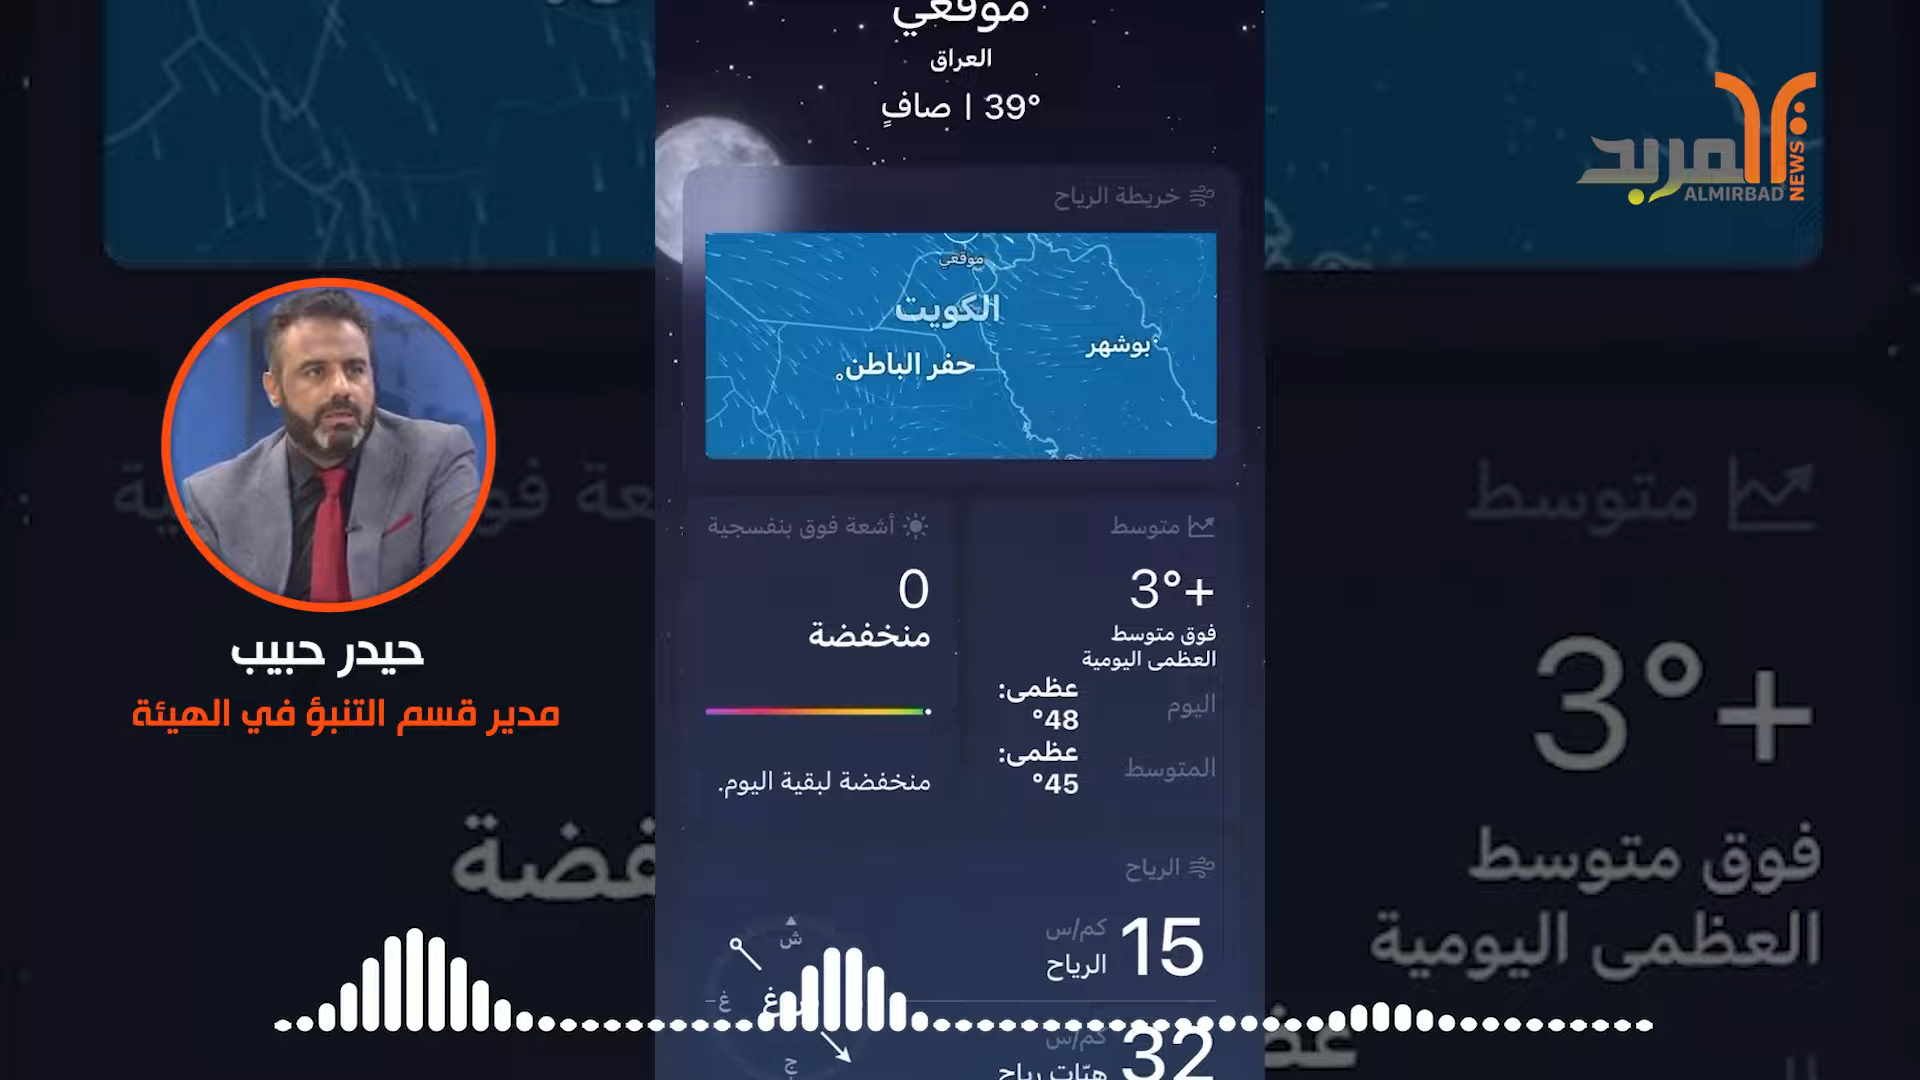 موقعي
العراق
39° | صافٍ
المربد
ALMIRBAD
NEWS
خريطة الرياح
موقعي
الكويت
بوشهر
حفر الباطن
متوسط
+3°
فوق متوسط
العظمى اليومية
اليوم
عظمى:
48°
المتوسط
عظمى:
45°
أشعة فوق بنفسجية
0
منخفضة
منخفضة لبقية اليوم.
حيدر حبيب
مدير قسم التنبؤ في الهيئة
الرياح
15
كم/س
الرياح
32
كم/س
هبّات رياح
ش
غ
ج
متوسط
+3°
فوق متوسط
العظمى اليومية